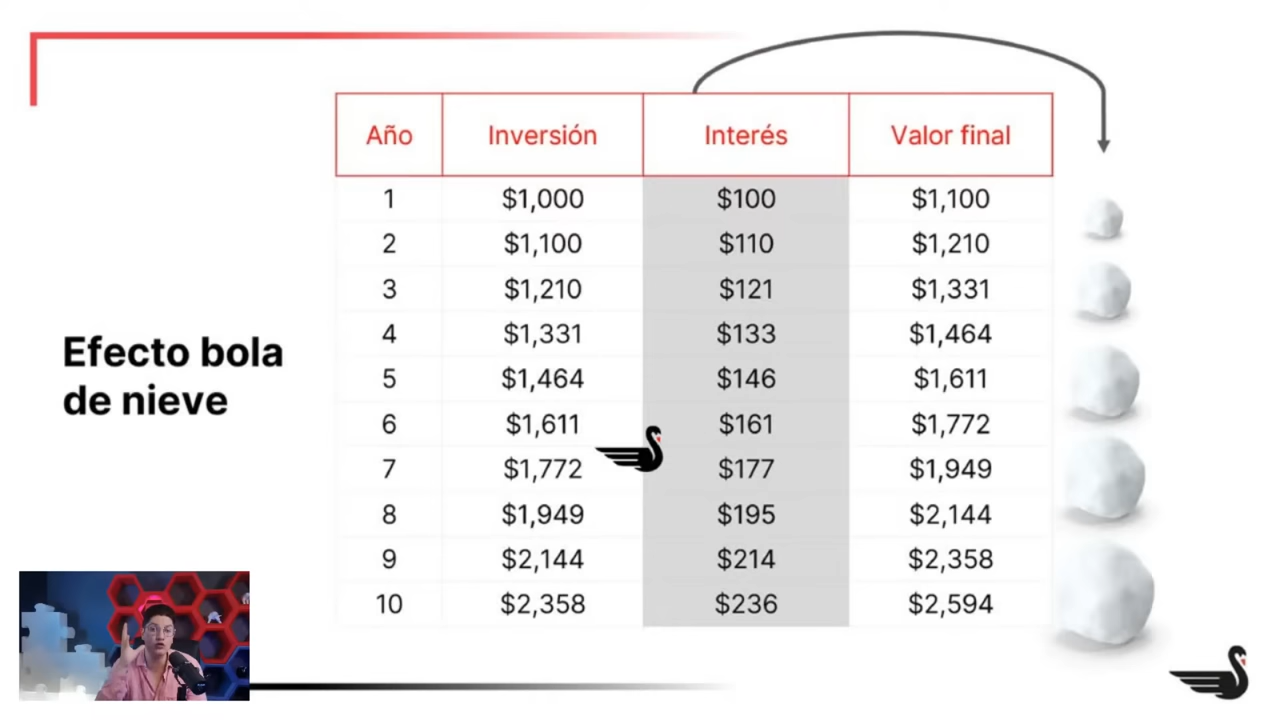 Efecto bola
de nieve
Año Inversión Interés Valor final
1 $1,000 $100 $1,100
2 $1,100 $110 $1,210
3 $1,210 $121 $1,331
4 $1,331 $133 $1,464
5 $1,464 $146 $1,611
6 $1,611 $161 $1,772
7 $1,772 $177 $1,949
8 $1,949 $195 $2,144
9 $2,144 $214 $2,358
10 $2,358 $236 $2,594